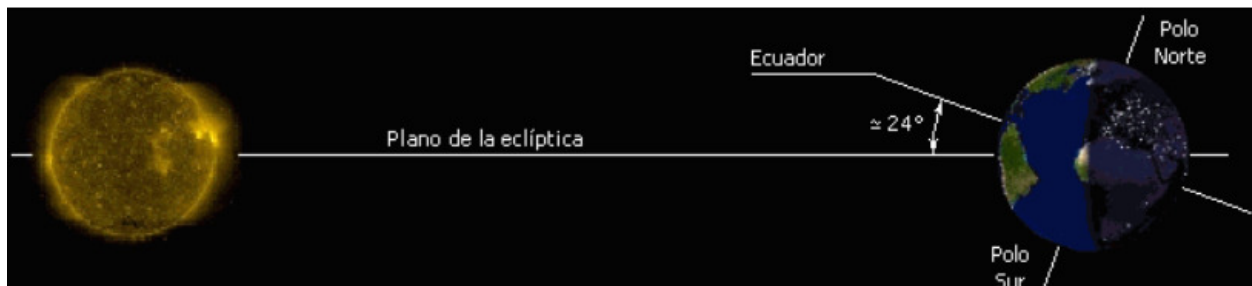 Polo
Norte
Ecuador
≃ 24°
Plano de la eclíptica
Polo
Sur